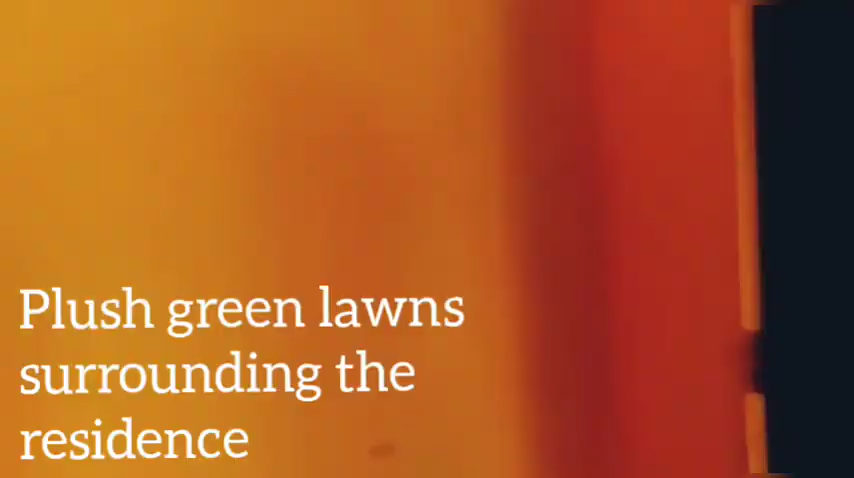 Plush green lawns
surrounding the
residence